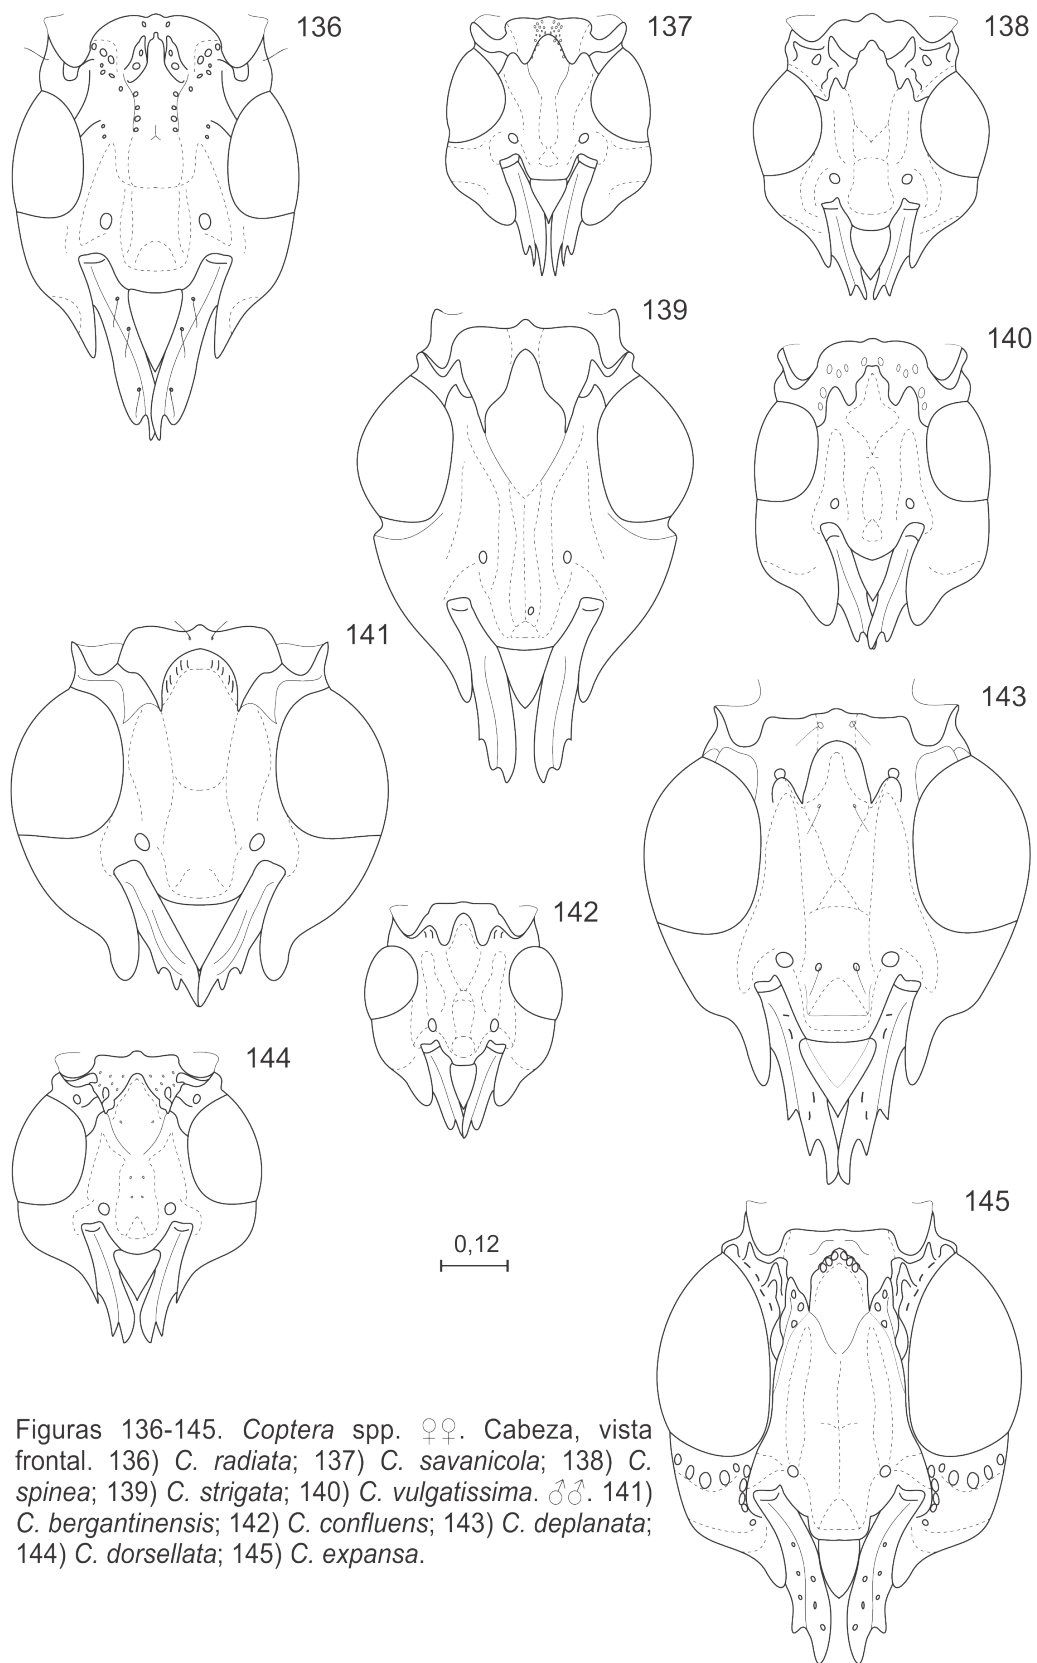 136
137
138
139
140
141
142
143
144
0,12
145
Figuras 136-145. Coptera spp. ♀♀. Cabeza, vista
frontal. 136) C. radiata; 137) C. savanicola; 138) C.
spinea; 139) C. strigata; 140) C. vulgatissima. ♂♂. 141)
C. bergantinensis; 142) C. confluens; 143) C. deplanata;
144) C. dorsellata; 145) C. expansa.